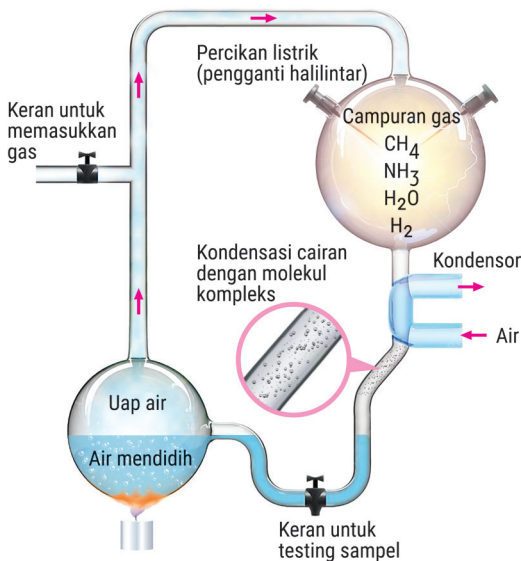 Percikan listrik
(pengganti halilintar)
Keran untuk
memasukkan
gas
Campuran gas
CH₄
NH₃
H₂O
H₂
Kondensasi cairan
dengan molekul
kompleks
Kondensor
Air
Uap air
Air mendidih
Keran untuk
testing sampel